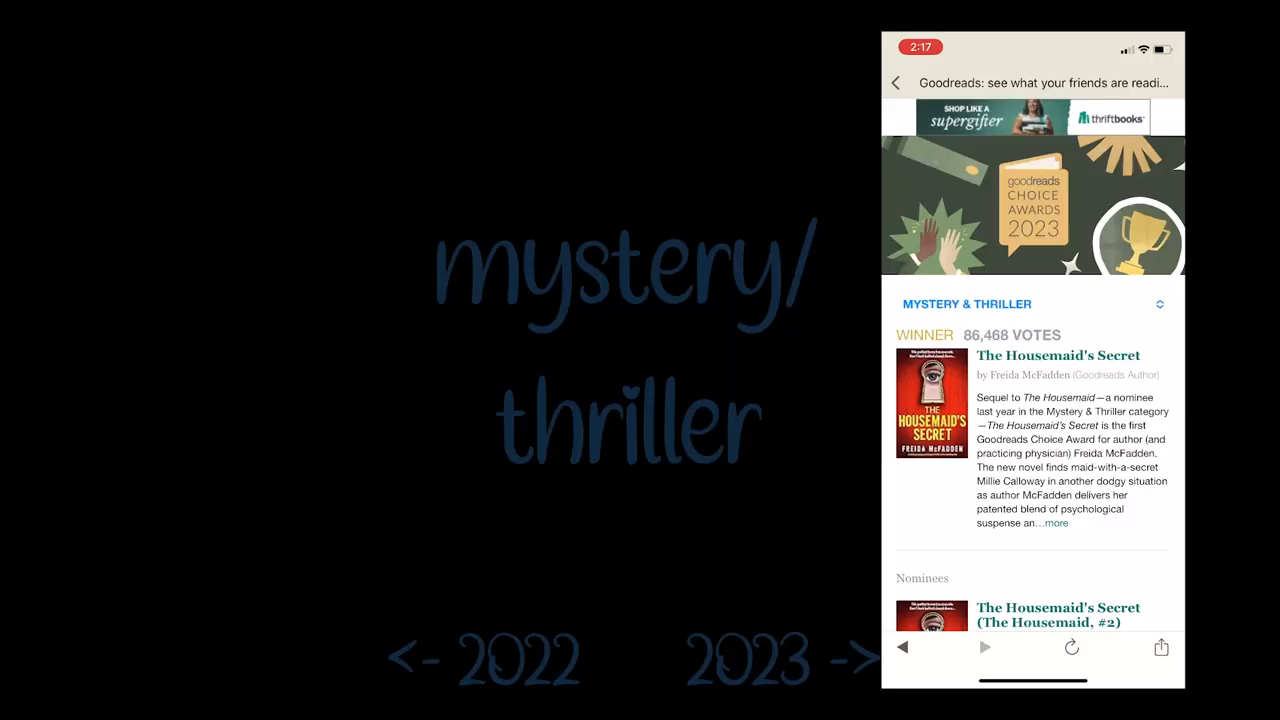 mystery/
thriller
<- 2022
2023 ->
2:17
Goodreads: see what your friends are readi...
SHOP LIKE A
supergifter
thriftbooks
goodreads
CHOICE
AWARDS
2023
MYSTERY & THRILLER
WINNER 86,468 VOTES
The Housemaid's Secret
by Freida McFadden (Goodreads Author)
Sequel to The Housemaid—a nominee
last year in the Mystery & Thriller category
—The Housemaid's Secret is the first
Goodreads Choice Award for author (and
practicing physician) Freida McFadden.
The new novel finds maid-with-a-secret
Millie Calloway in another dodgy situation
as author McFadden delivers her
patented blend of psychological
suspense an...more
THE
HOUSEMAID'S
SECRET
FREIDA McFADDEN
Nominees
The Housemaid's Secret
(The Housemaid, #2)